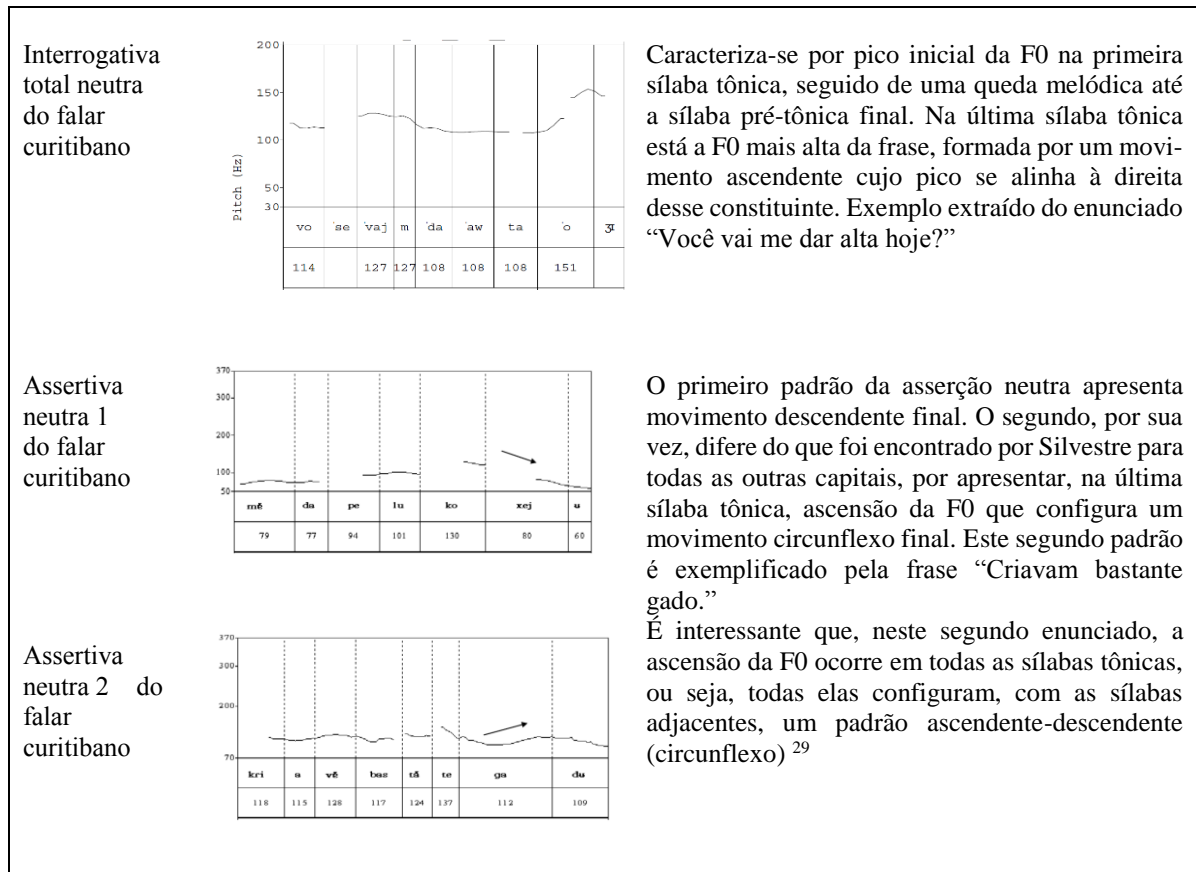 Interrogativa
total neutra
do falar
curitibano
200
150
100
50
30
Pitch (Hz)
vo ˈse ˈvaj m ˈda ˈaw ta ˈo ʒɪ
114 127 127 108 108 108 151
Caracteriza-se por pico inicial da F0 na primeira
sílaba tônica, seguido de uma queda melódica até
a sílaba pré-tônica final. Na última sílaba tônica
está a F0 mais alta da frase, formada por um movi-
mento ascendente cujo pico se alinha à direita
desse constituinte. Exemplo extraído do enunciado
“Você vai me dar alta hoje?”
Assertiva
neutra 1
do falar
curitibano
370
300
100
50
mẽ da pe lu ko xej u
79 77 94 101 130 80 60
O primeiro padrão da asserção neutra apresenta
movimento descendente final. O segundo, por sua
vez, difere do que foi encontrado por Silvestre para
todas as outras capitais, por apresentar, na última
sílaba tônica, ascensão da F0 que configura um
movimento circunflexo final. Este segundo padrão
é exemplificado pela frase “Criavam bastante
gado.”
É interessante que, neste segundo enunciado, a
ascensão da F0 ocorre em todas as sílabas tônicas,
ou seja, todas elas configuram, com as sílabas
adjacentes, um padrão ascendente-descendente
(circunflexo) 29
Assertiva
neutra 2 do
falar
curitibano
370
300
200
70
kri a vẽ bas tã te ga du
118 115 128 117 124 137 112 109